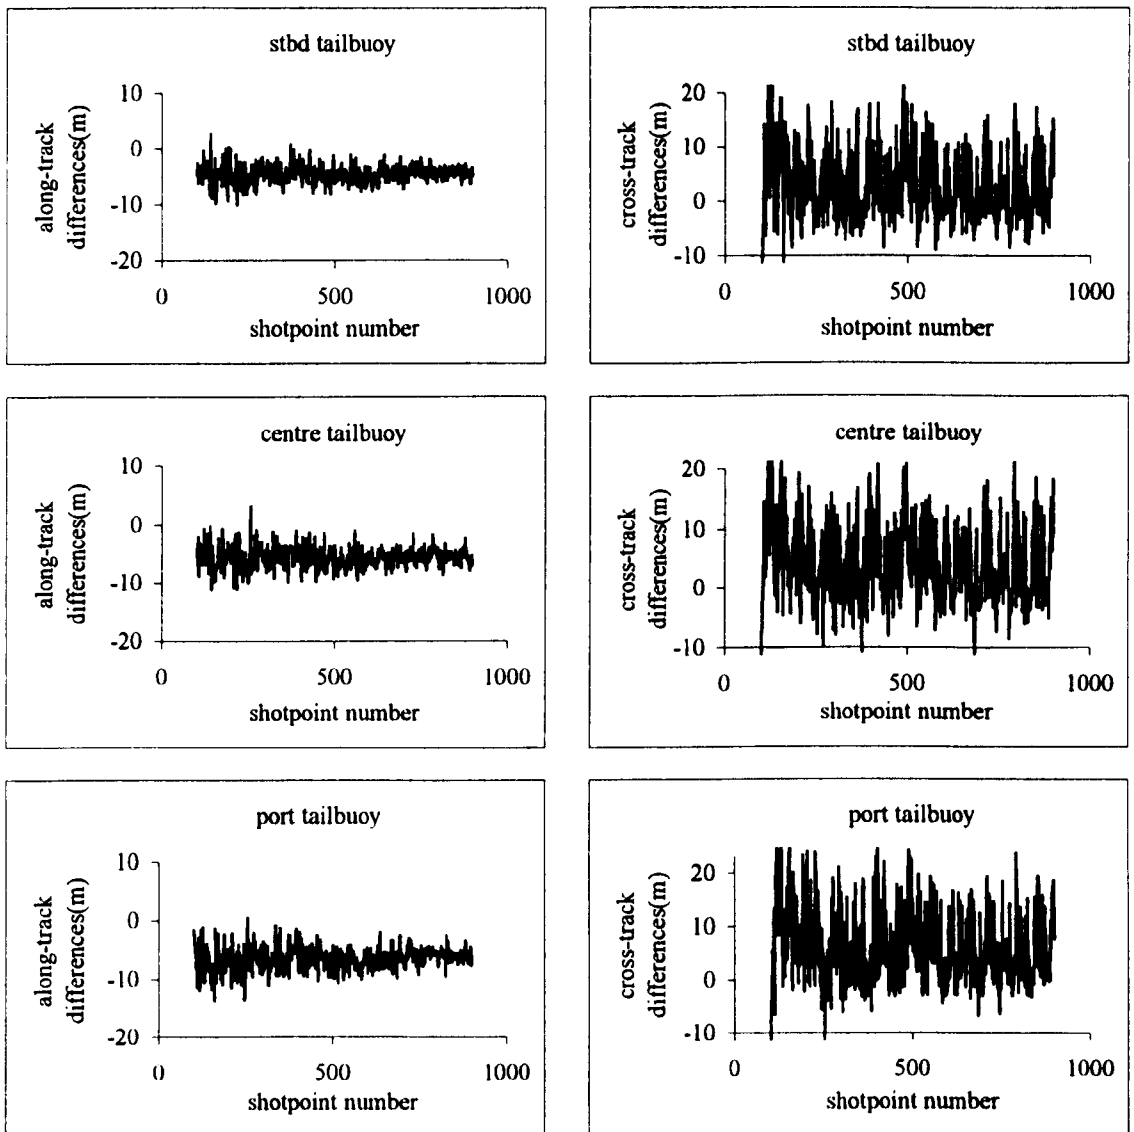 stbd tailbuoy
along-track
differences(m)
10
0
-10
-20
0
500
1000
shotpoint number
stbd tailbuoy
cross-track
differences(m)
20
10
0
-10
0
500
1000
shotpoint number
centre tailbuoy
along-track
differences(m)
10
0
-10
-20
0
500
1000
shotpoint number
centre tailbuoy
cross-track
differences(m)
20
10
0
-10
0
500
1000
shotpoint number
port tailbuoy
along-track
differences(m)
10
0
-10
-20
0
500
1000
shotpoint number
port tailbuoy
cross-track
differences(m)
20
10
0
-10
0
500
1000
shotpoint number